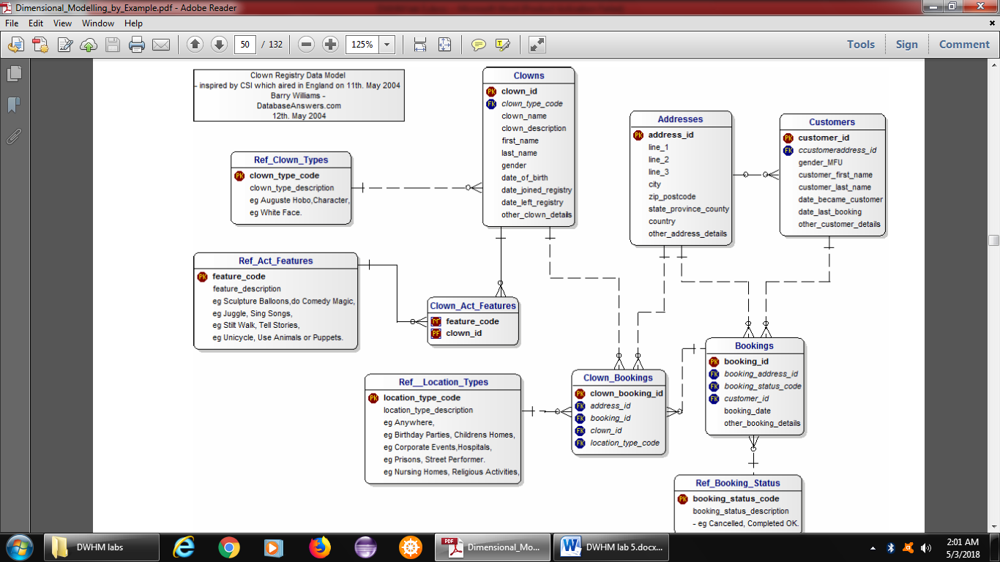 Dimensional_Modelling_by_Example.pdf - Adobe Reader
File Edit View Window Help
50 / 132
125%
Tools Sign Comment
Clown Registry Data Model
- inspired by CSI which aired in England on 11th. May 2004
Barry Williams -
DatabaseAnswers.com
12th. May 2004
Clowns
PK clown_id
FK clown_type_code
clown_name
clown_description
first_name
last_name
gender
date_of_birth
date_joined_registry
date_left_registry
other_clown_details
Addresses
PK address_id
line_1
line_2
line_3
city
zip_postcode
state_province_county
country
other_address_details
Customers
PK customer_id
FK ccustomeraddress_id
gender_MFU
customer_first_name
customer_last_name
date_became_customer
date_last_booking
other_customer_details
Ref_Clown_Types
PK clown_type_code
clown_type_description
eg Auguste Hobo,Character,
eg White Face.
Ref_Act_Features
PK feature_code
feature_description
eg Sculpture Balloons,do Comedy Magic,
eg Juggle, Sing Songs,
eg Stilt Walk, Tell Stories,
eg Unicycle, Use Animals or Puppets.
Clown_Act_Features
PF feature_code
PF clown_id
Ref__Location_Types
PK location_type_code
location_type_description
eg Anywhere,
eg Birthday Parties, Childrens Homes,
eg Corporate Events,Hospitals,
eg Prisons, Street Performer.
eg Nursing Homes, Religious Activities,
Clown_Bookings
PK clown_booking_id
FK address_id
FK booking_id
FK clown_id
FK location_type_code
Bookings
PK booking_id
FK booking_address_id
FK booking_status_code
FK customer_id
booking_date
other_booking_details
Ref_Booking_Status
PK booking_status_code
booking_status_description
- eg Cancelled, Completed OK.
DWHM labs
PDF
Dimensional_Mo...
DWHM lab 5.docx...
2:01 AM
5/3/2018